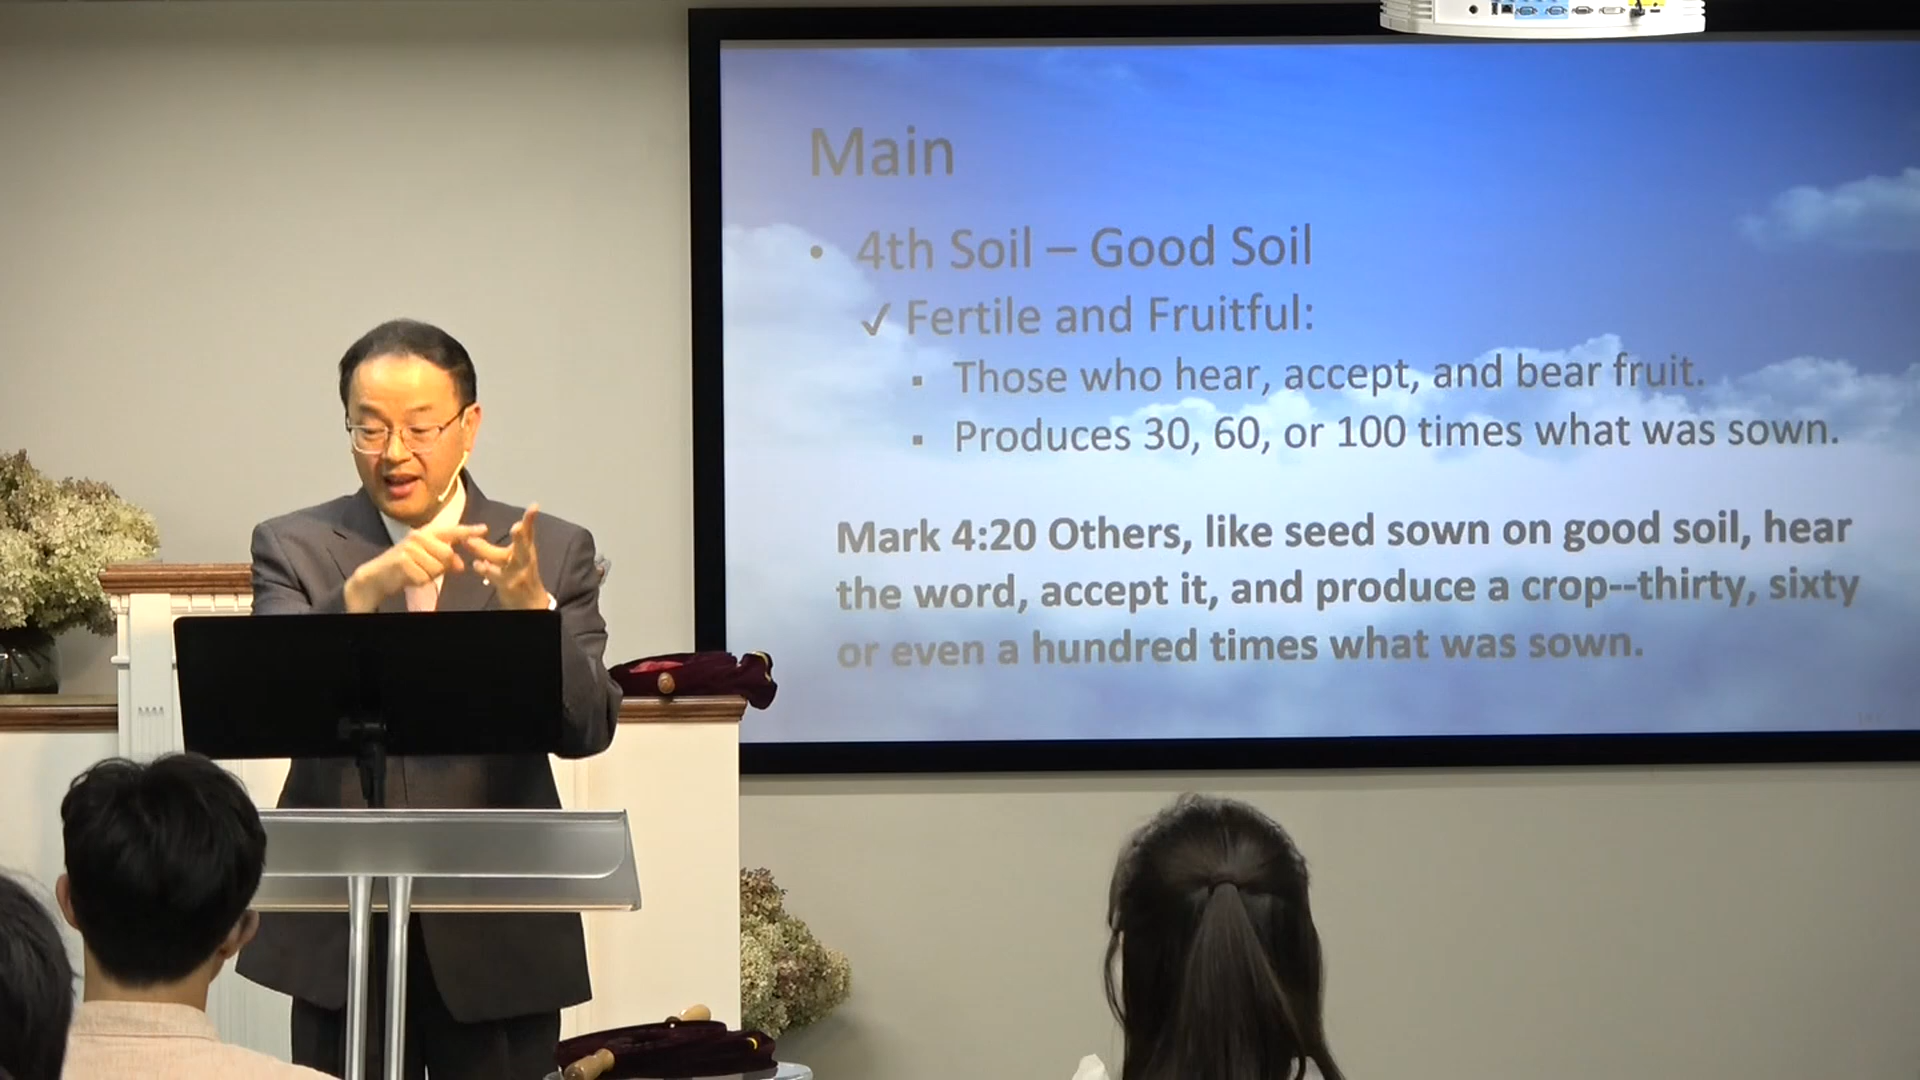 Main
• 4th Soil – Good Soil
✓ Fertile and Fruitful:
▪ Those who hear, accept, and bear fruit.
▪ Produces 30, 60, or 100 times what was sown.
Mark 4:20 Others, like seed sown on good soil, hear
the word, accept it, and produce a crop--thirty, sixty
or even a hundred times what was sown.